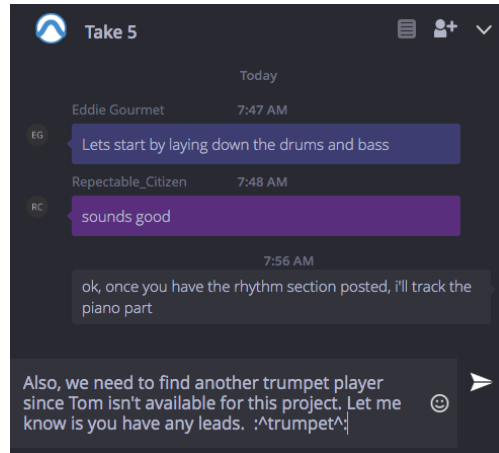 Take 5
Today
Eddie Gourmet 7:47 AM
EG
Lets start by laying down the drums and bass
Repectable_Citizen 7:48 AM
RC
sounds good
7:56 AM
ok, once you have the rhythm section posted, i'll track the
piano part
Also, we need to find another trumpet player
since Tom isn't available for this project. Let me
know is you have any leads.  :^trumpet^: